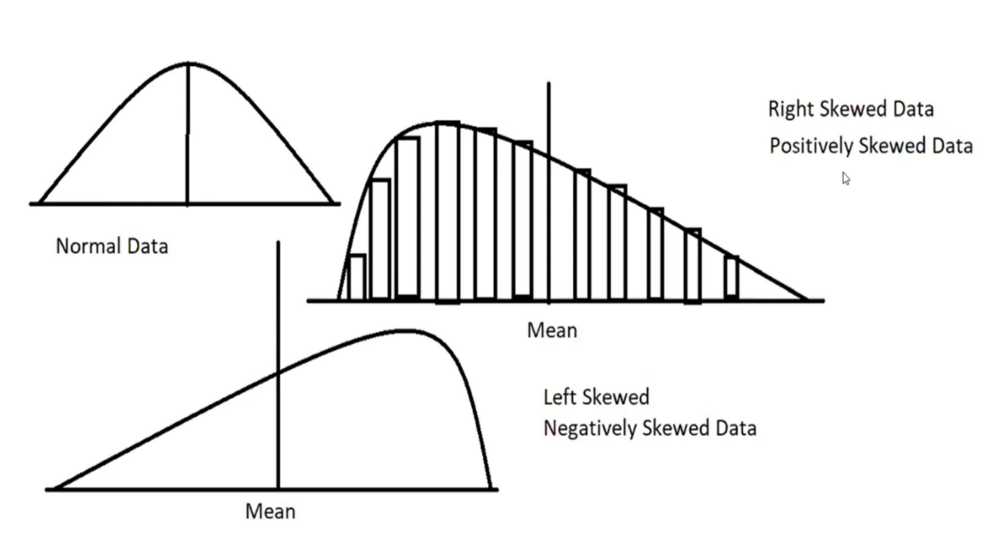 Right Skewed Data
Positively Skewed Data
Normal Data
Mean
Left Skewed
Negatively Skewed Data
Mean